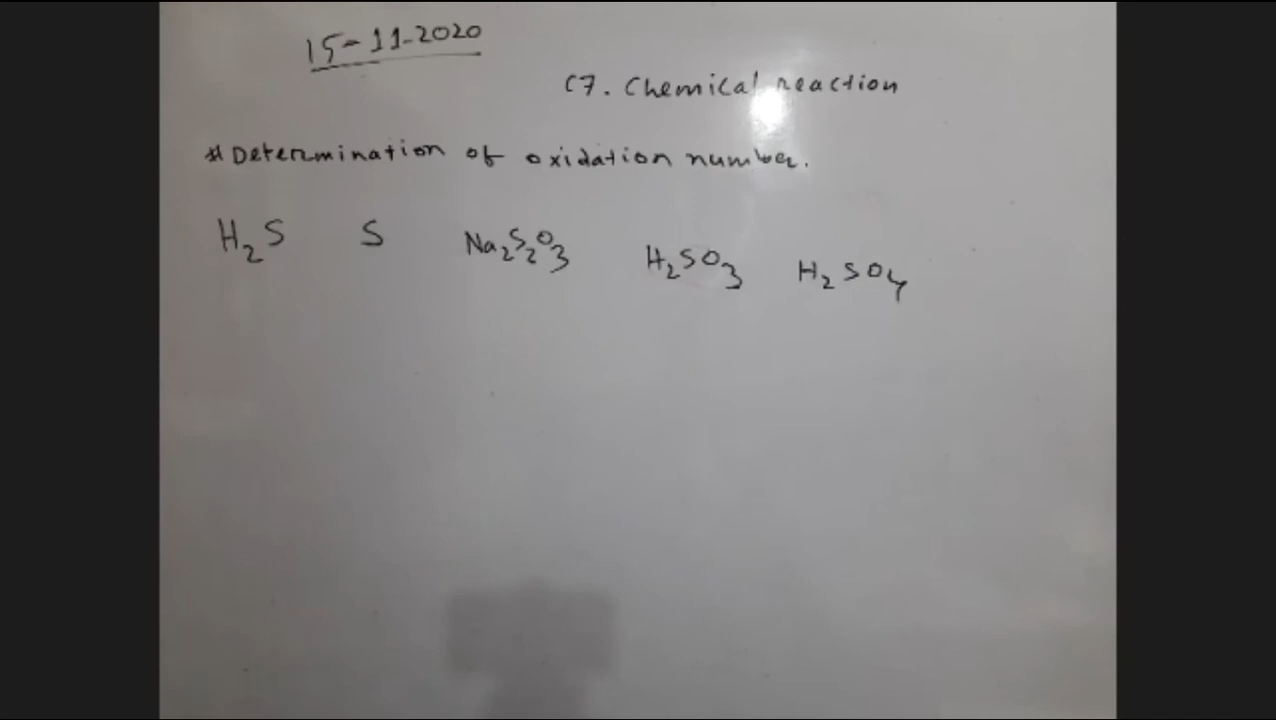 15-11-2020
C7. Chemical reaction
* Determination of oxidation number.
H2S S Na2S2O3 H2SO3 H2SO4